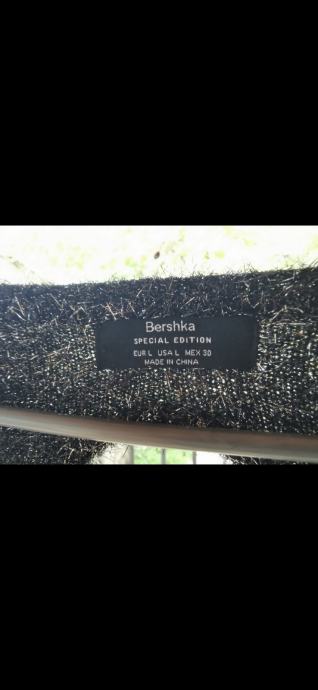 Bershka
SPECIAL EDITION
EUR L USA L MEX 30
MADE IN CHINA